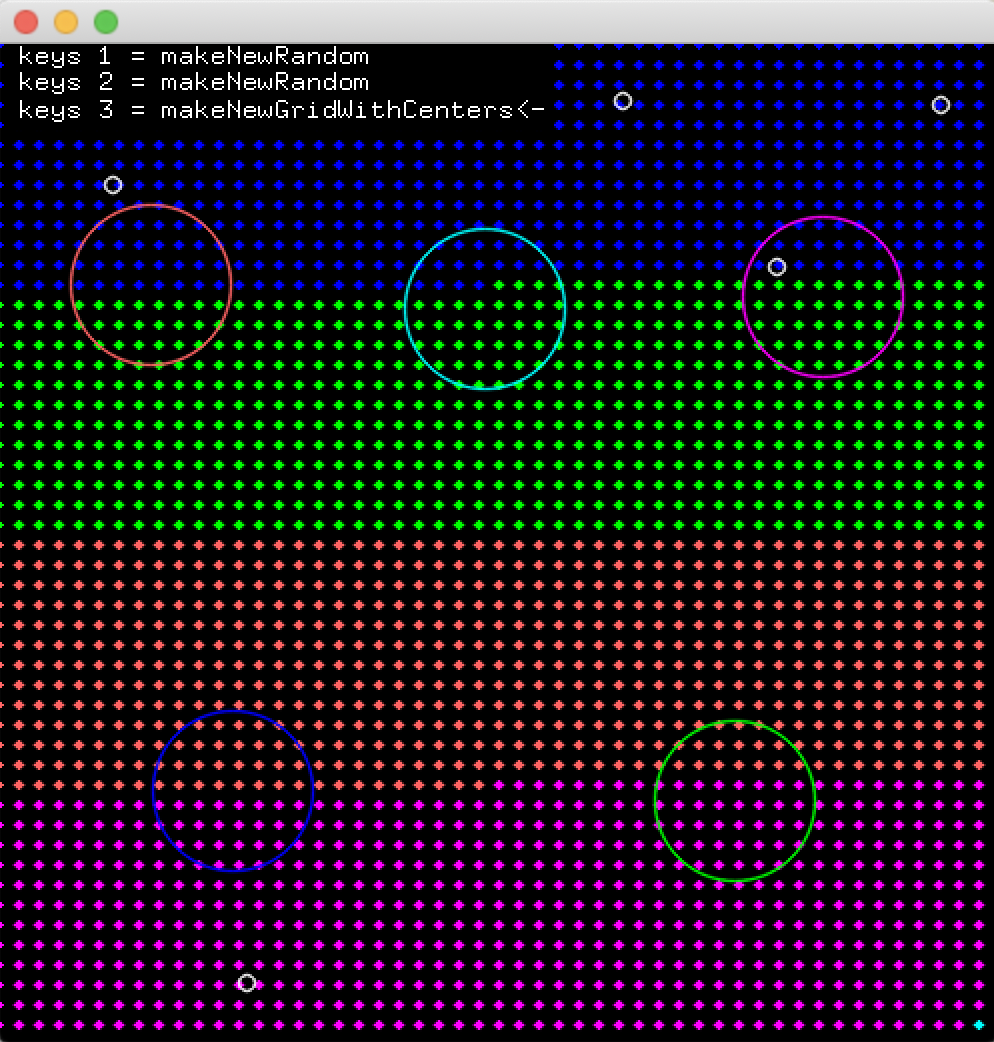 keys 1 = makeNewRandom
keys 2 = makeNewRandom
keys 3 = makeNewGridWithCenters<-